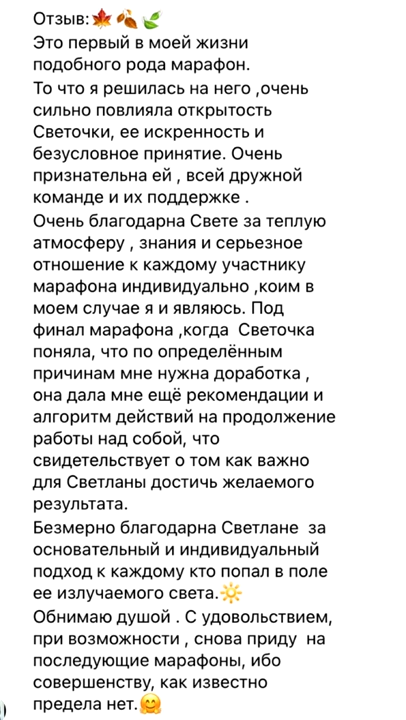 Отзыв:🍁🍂🍃
Это первый в моей жизни
подобного рода марафон.
То что я решилась на него ,очень
сильно повлияла открытость
Светочки, ее искренность и
безусловное принятие. Очень
признательна ей , всей дружной
команде и их поддержке .
Очень благодарна Свете за теплую
атмосферу , знания и серьезное
отношение к каждому участнику
марафона индивидуально ,коим в
моем случае я и являюсь. Под
финал марафона ,когда  Светочка
поняла, что по определённым
причинам мне нужна доработка ,
она дала мне ещё рекомендации и
алгоритм действий на продолжение
работы над собой, что
свидетельствует о том как важно
для Светланы достичь желаемого
результата.
Безмерно благодарна Светлане  за
основательный и индивидуальный
подход к каждому кто попал в поле
ее излучаемого света.☀️
Обнимаю душой . С удовольствием,
при возможности , снова приду  на
последующие марафоны, ибо
совершенству, как известно
предела нет.🤗